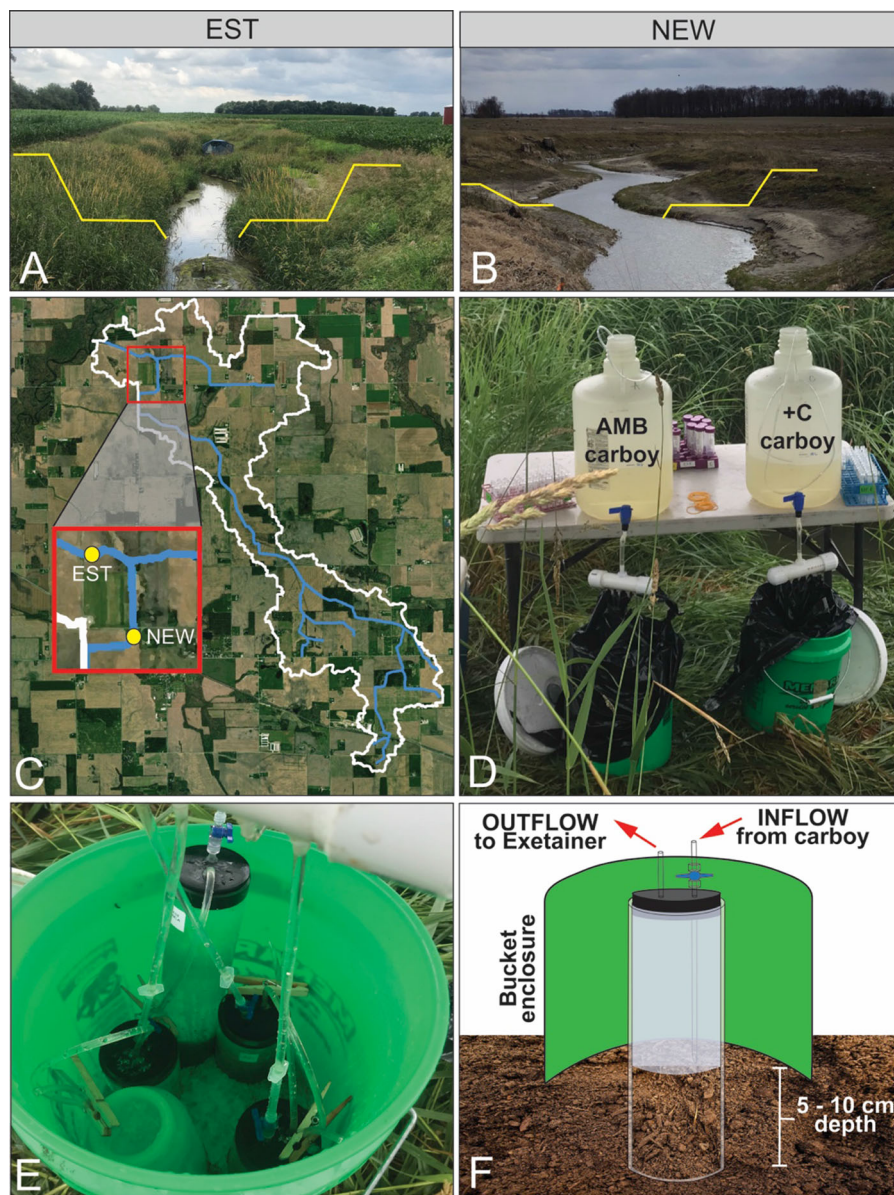 EST
NEW
A
B
C
EST
NEW
AMB
carboy
+C
carboy
D
E
OUTFLOW
to Exetainer
INFLOW
from carboy
Bucket
enclosure
5 - 10 cm
depth
F